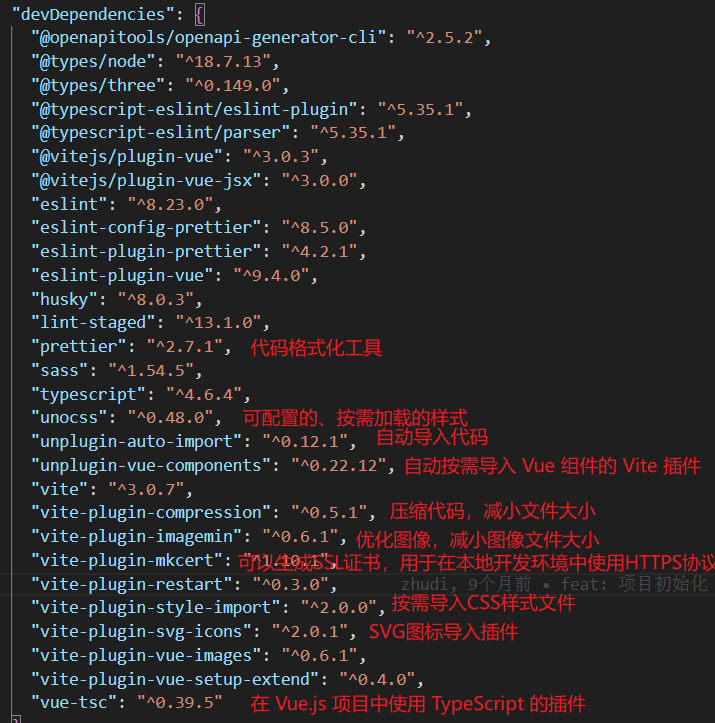 "devDependencies": {
"@openapitools/openapi-generator-cli": "^2.5.2",
"@types/node": "^18.7.13",
"@types/three": "^0.149.0",
"@typescript-eslint/eslint-plugin": "^5.35.1",
"@typescript-eslint/parser": "^5.35.1",
"@vitejs/plugin-vue": "^3.0.3",
"@vitejs/plugin-vue-jsx": "^3.0.0",
"eslint": "^8.23.0",
"eslint-config-prettier": "^8.5.0",
"eslint-plugin-prettier": "^4.2.1",
"eslint-plugin-vue": "^9.4.0",
"husky": "^8.0.3",
"lint-staged": "^13.1.0",
"prettier": "^2.7.1", 代码格式化工具
"sass": "^1.54.5",
"typescript": "^4.6.4",
"unocss": "^0.48.0", 可配置的、按需加载的样式
"unplugin-auto-import": "^0.12.1", 自动导入代码
"unplugin-vue-components": "^0.22.12", 自动按需导入 Vue 组件的 Vite 插件
"vite": "^3.0.7",
"vite-plugin-compression": "^0.5.1", 压缩代码，减小文件大小
"vite-plugin-imagemin": "^0.6.1", 优化图像，减小图像文件大小
"vite-plugin-mkcert": "^1.10.1", 可以生成SSL证书，用于在本地开发环境中使用HTTPS协议
"vite-plugin-restart": "^0.3.0", zhudi, 9个月前 • feat: 项目初始化
"vite-plugin-style-import": "^2.0.0", 按需导入CSS样式文件
"vite-plugin-svg-icons": "^2.0.1", SVG图标导入插件
"vite-plugin-vue-images": "^0.6.1",
"vite-plugin-vue-setup-extend": "^0.4.0",
"vue-tsc": "^0.39.5" 在 Vue.js 项目中使用 TypeScript 的插件
}